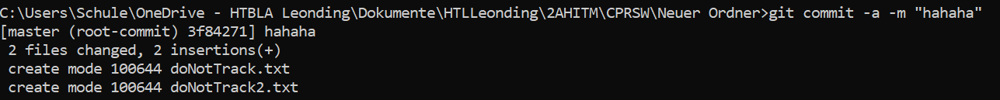 C:\Users\Schule\OneDrive - HTBLA Leonding\Dokumente\HTLLeonding\2AHITM\CPRSW\Neuer Ordner>git commit -a -m "hahaha"
[master (root-commit) 3f84271] hahaha
 2 files changed, 2 insertions(+)
 create mode 100644 doNotTrack.txt
 create mode 100644 doNotTrack2.txt